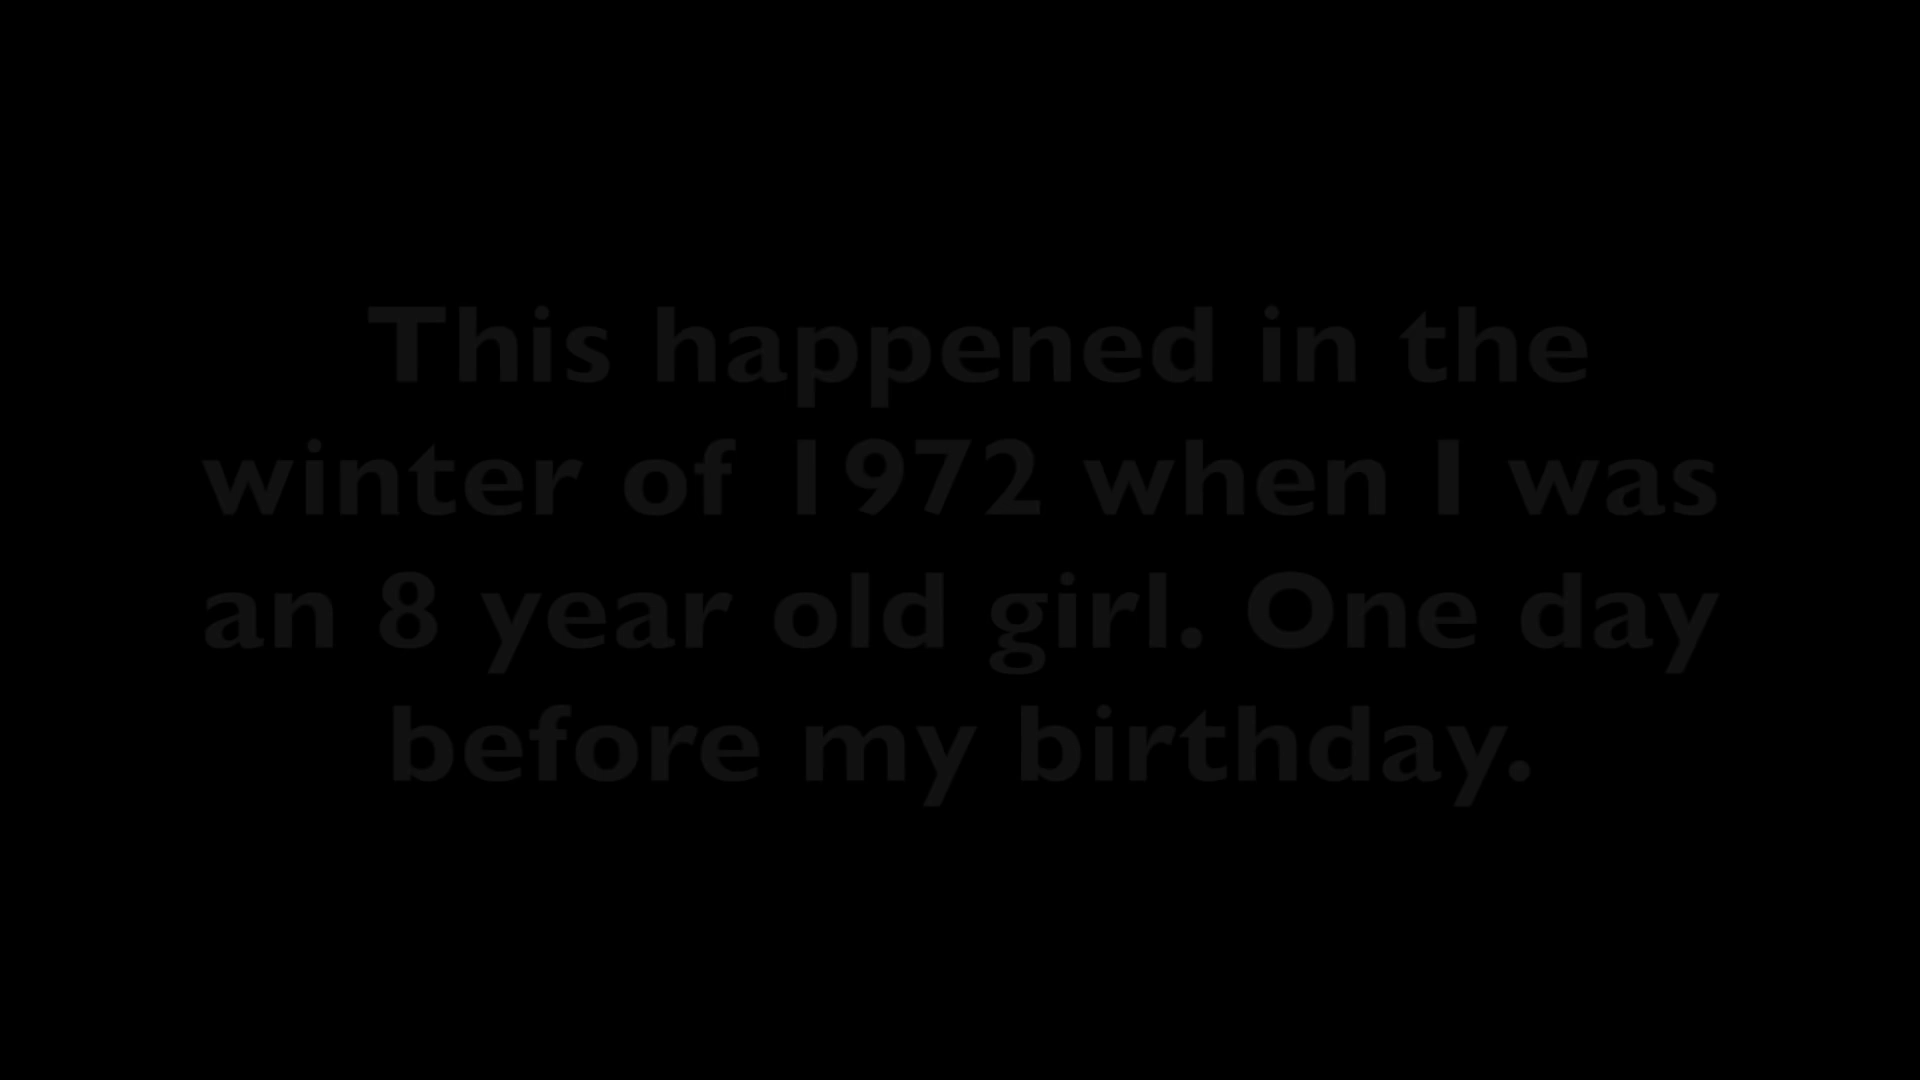 This happened in the
winter of 1972 when I was
an 8 year old girl. One day
before my birthday.